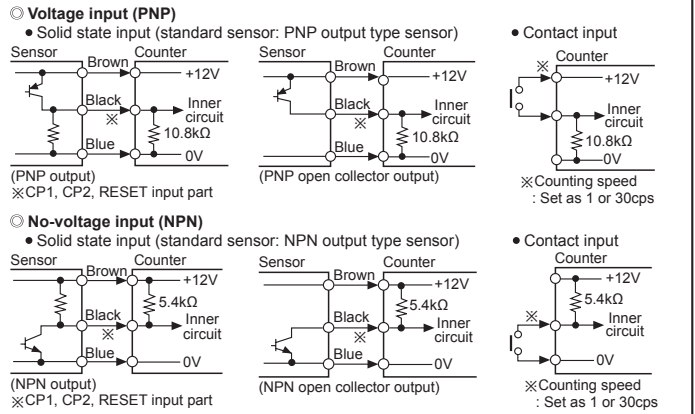 ◎ Voltage input (PNP)
● Solid state input (standard sensor: PNP output type sensor)
● Contact input
Sensor
Counter
Brown
+12V
Black
※
Inner
circuit
10.8kΩ
Blue
0V
(PNP output)
※CP1, CP2, RESET input part
Sensor
Counter
Brown
+12V
Black
※
Inner
circuit
10.8kΩ
Blue
0V
(PNP open collector output)
Counter
※
+12V
Inner
circuit
10.8kΩ
0V
※Counting speed
: Set as 1 or 30cps
◎ No-voltage input (NPN)
● Solid state input (standard sensor: NPN output type sensor)
● Contact input
Sensor
Counter
Brown
+12V
5.4kΩ
Black
※
Inner
circuit
Blue
0V
(NPN output)
※CP1, CP2, RESET input part
Sensor
Counter
Brown
+12V
5.4kΩ
Black
※
Inner
circuit
Blue
0V
(NPN open collector output)
Counter
+12V
5.4kΩ
※
Inner
circuit
0V
※Counting speed
: Set as 1 or 30cps